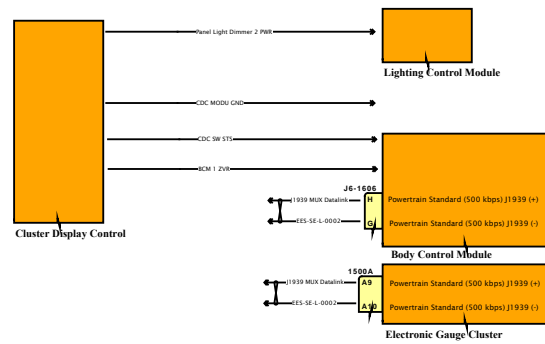 Panel Light Dimmer 2 PWR
Lighting Control Module
CDC MODU GND
CDC SW STS
BCM 1 ZVR
J6-1606
J1939 MUX Datalink
H
Powertrain Standard (500 kbps) J1939 (+)
EES-SE-L-0002
G
Powertrain Standard (500 kbps) J1939 (-)
Cluster Display Control
Body Control Module
1500A
J1939 MUX Datalink
A9
Powertrain Standard (500 kbps) J1939 (+)
EES-SE-L-0002
A10
Powertrain Standard (500 kbps) J1939 (-)
Electronic Gauge Cluster